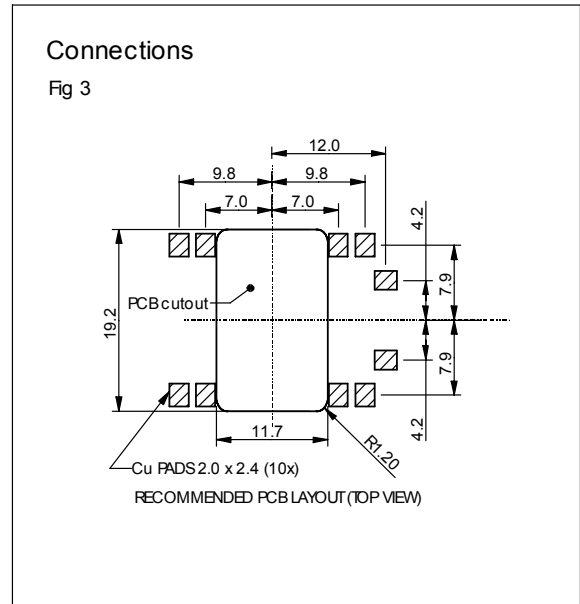 Connections
Fig 3
12.0
9.8 9.8
7.0 7.0
4.2
7.9
PCB cutout
19.2
7.9
4.2
11.7
R1.20
Cu PADS 2.0 x 2.4 (10x)
RECOMMENDED PCB LAYOUT (TOP VIEW)